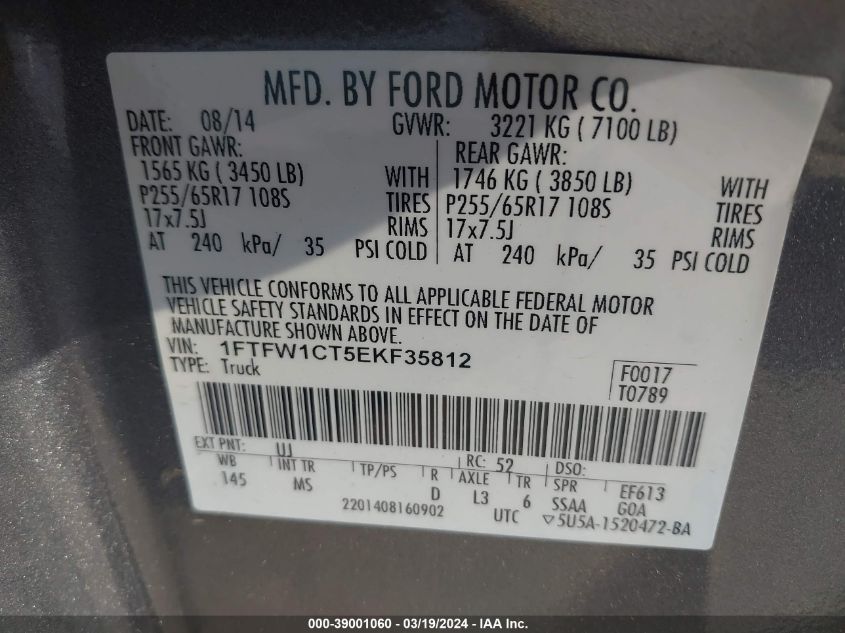 MFD. BY FORD MOTOR CO.
DATE: 08/14 GVWR: 3221 KG ( 7100 LB)
FRONT GAWR: REAR GAWR:
1565 KG ( 3450 LB) WITH 1746 KG ( 3850 LB) WITH
P255/65R17 108S TIRES P255/65R17 108S TIRES
17x7.5J RIMS 17x7.5J RIMS
AT 240 kPa/ 35 PSI COLD AT 240 kPa/ 35 PSI COLD
THIS VEHICLE CONFORMS TO ALL APPLICABLE FEDERAL MOTOR
VEHICLE SAFETY STANDARDS IN EFFECT ON THE DATE OF
MANUFACTURE SHOWN ABOVE.
VIN: 1FTFW1CT5EKF35812
TYPE: Truck
F0017
T0789
EXT PNT: UJ RC: 52 DSO:
WB INT TR TP/PS R AXLE TR SPR EF613
145 MS D L3 6 SSAA GOA
2201408160902 UTC ▽5U5A-1520472-BA
000-39001060 - 03/19/2024 - IAA Inc.